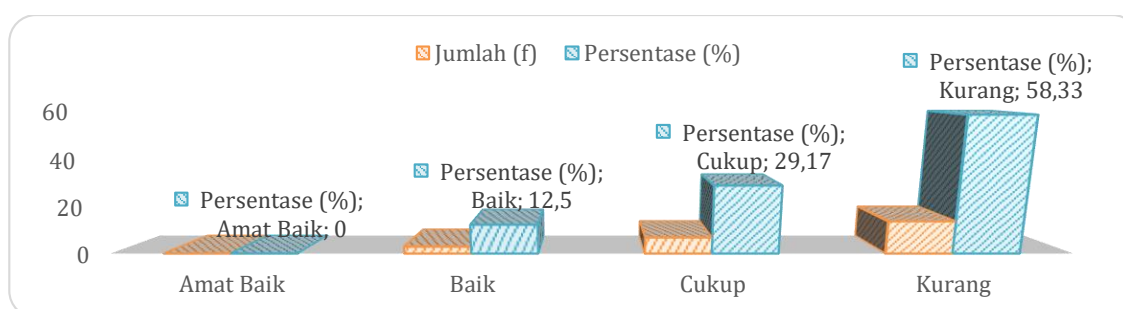 Jumlah (f) Persentase (%)
Persentase (%);
Kurang; 58,33
Persentase (%);
Cukup; 29,17
Persentase (%);
Baik; 12,5
Persentase (%);
Amat Baik; 0
60
40
20
0
Amat Baik Baik Cukup Kurang